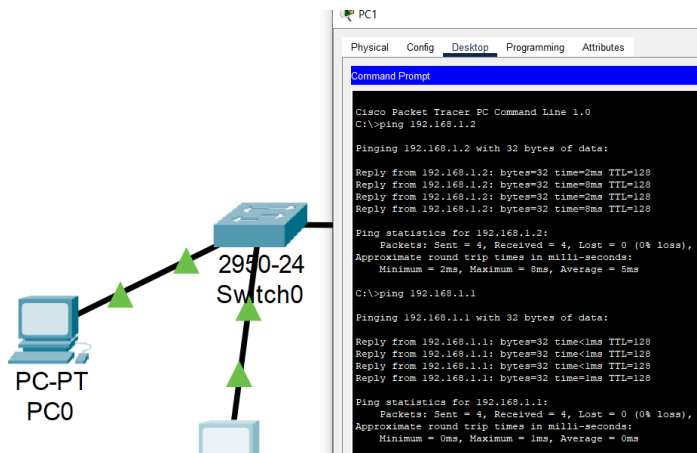 PC1
Physical Config Desktop Programming Attributes
Command Prompt
Cisco Packet Tracer PC Command Line 1.0
C:\>ping 192.168.1.2
Pinging 192.168.1.2 with 32 bytes of data:
Reply from 192.168.1.2: bytes=32 time=2ms TTL=128
Reply from 192.168.1.2: bytes=32 time=8ms TTL=128
Reply from 192.168.1.2: bytes=32 time=2ms TTL=128
Reply from 192.168.1.2: bytes=32 time=8ms TTL=128
Ping statistics for 192.168.1.2:
Packets: Sent = 4, Received = 4, Lost = 0 (0% loss),
Approximate round trip times in milli-seconds:
Minimum = 2ms, Maximum = 8ms, Average = 5ms
C:\>ping 192.168.1.1
Pinging 192.168.1.1 with 32 bytes of data:
Reply from 192.168.1.1: bytes=32 time<1ms TTL=128
Reply from 192.168.1.1: bytes=32 time<1ms TTL=128
Reply from 192.168.1.1: bytes=32 time<1ms TTL=128
Reply from 192.168.1.1: bytes=32 time=1ms TTL=128
Ping statistics for 192.168.1.1:
Packets: Sent = 4, Received = 4, Lost = 0 (0% loss),
Approximate round trip times in milli-seconds:
Minimum = 0ms, Maximum = 1ms, Average = 0ms
2950-24
Switch0
PC-PT
PC0